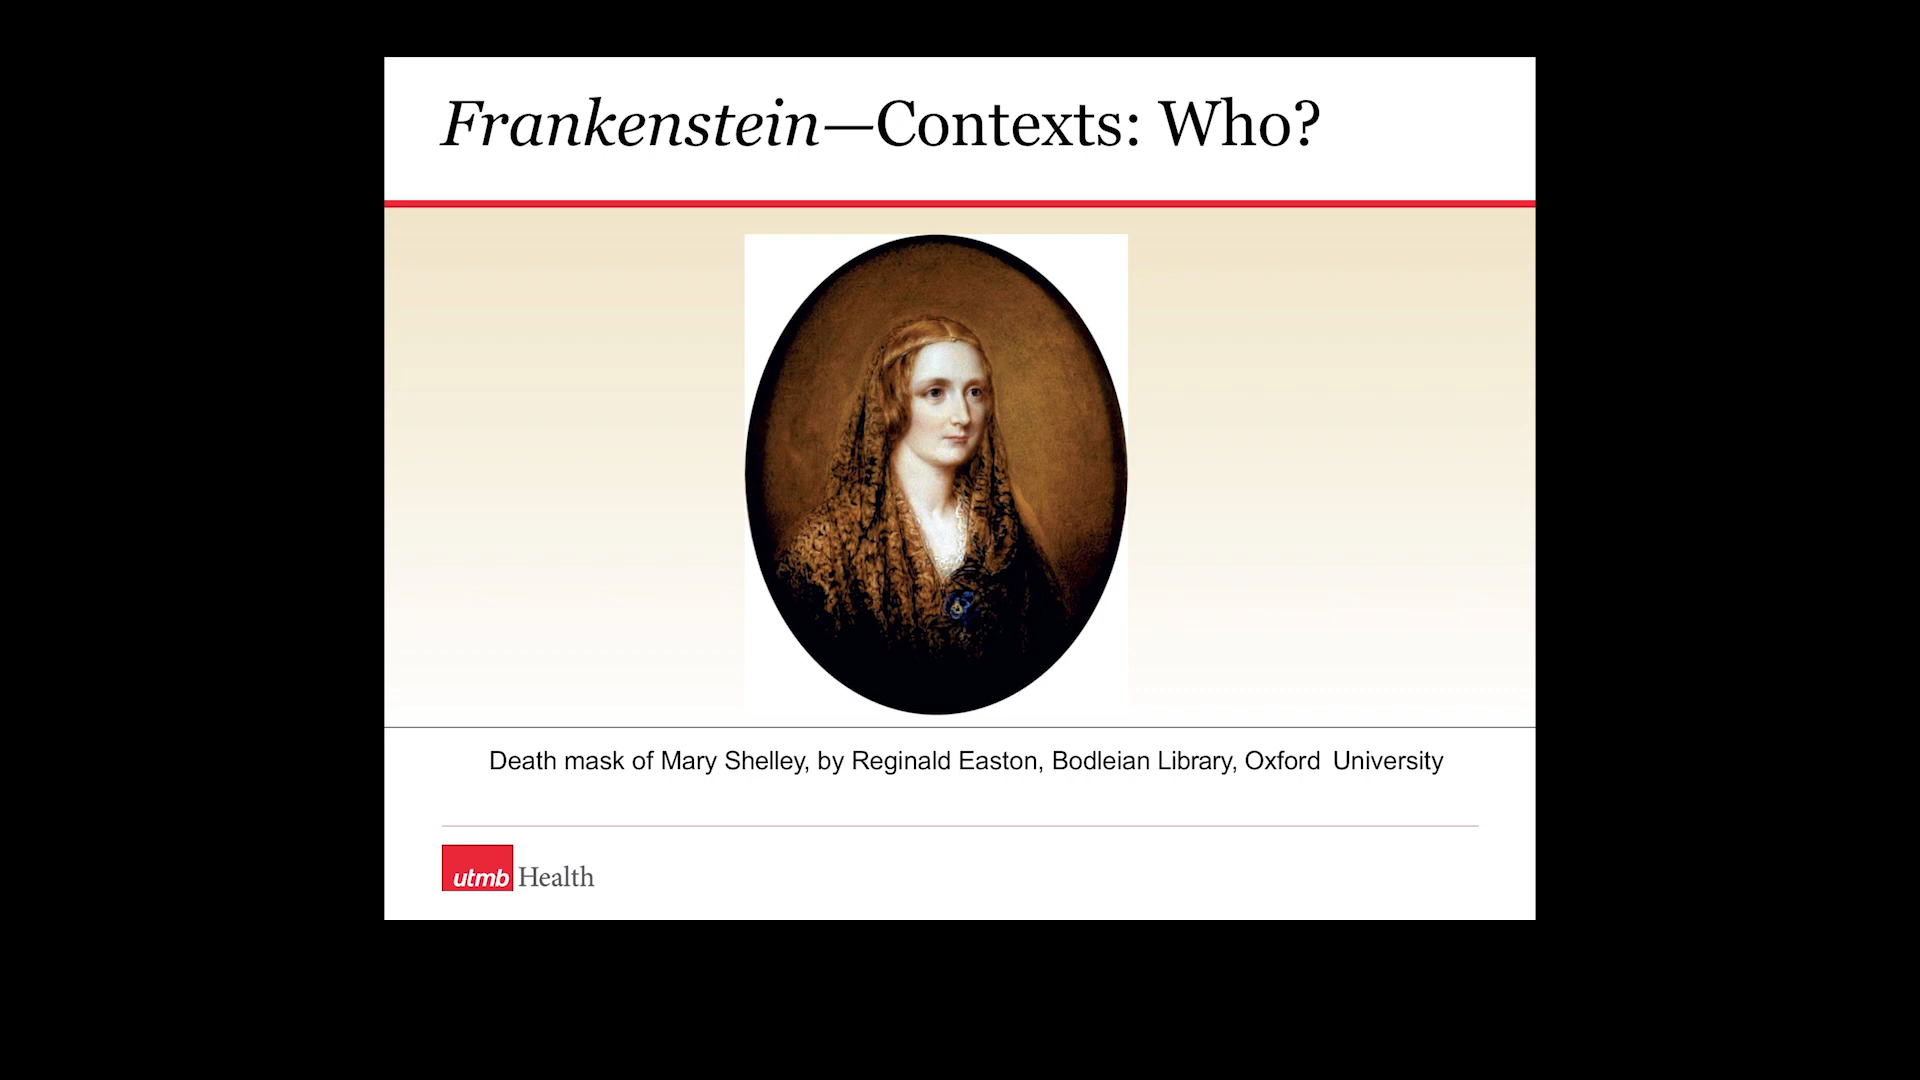 Frankenstein—Contexts: Who?
Death mask of Mary Shelley, by Reginald Easton, Bodleian Library, Oxford University
utmb Health